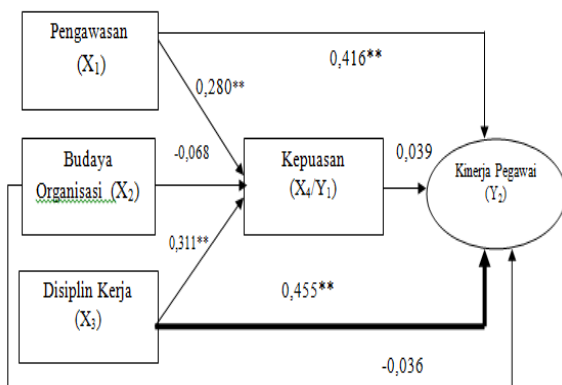 Pengawasan
(X₁)
0,416**
0,280**
Budaya
Organisasi (X₂)
-0,068
Kepuasan
(X₄/Y₁)
0,039
Kinerja Pegawai
(Y₂)
0,311**
Disiplin Kerja
(X₃)
0,455**
-0,036